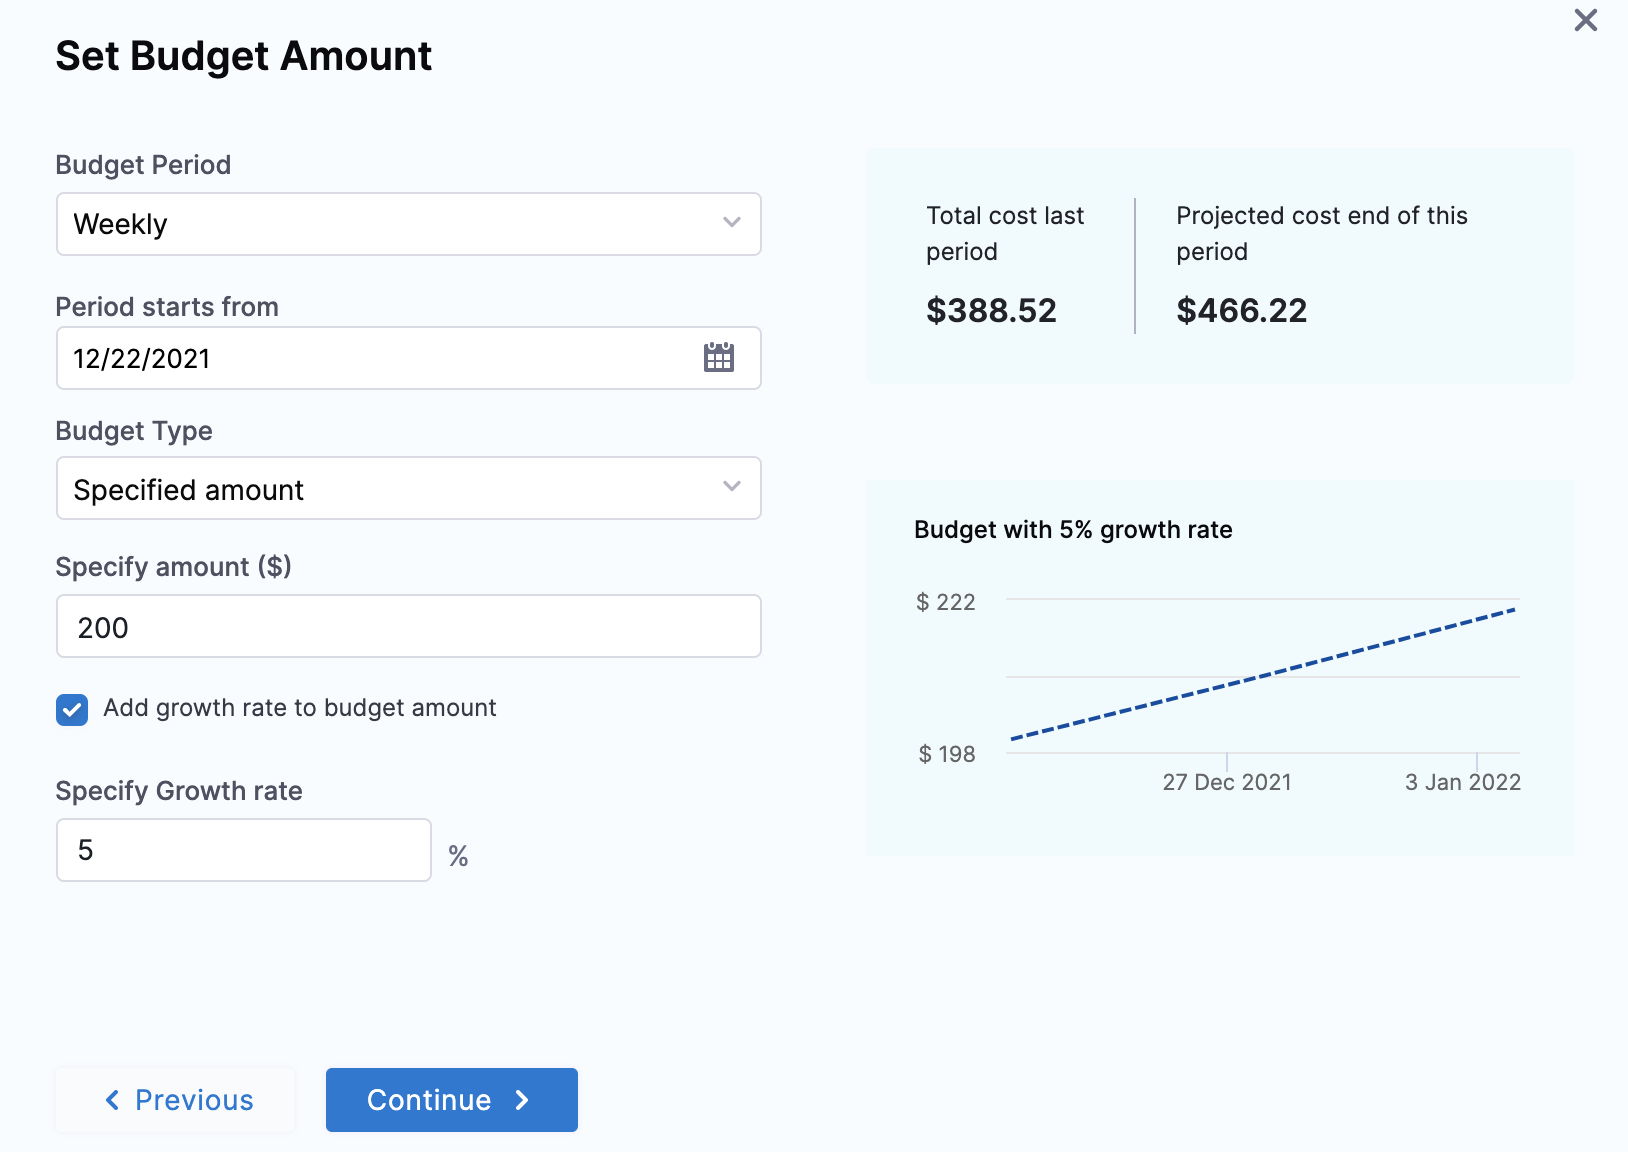 Set Budget Amount
Budget Period
Weekly
Period starts from
12/22/2021
Budget Type
Specified amount
Specify amount ($)
200
Add growth rate to budget amount
Specify Growth rate
5
%
Previous
Continue
Total cost last
period
$388.52
Projected cost end of this
period
$466.22
Budget with 5% growth rate
$ 222
$ 198
27 Dec 2021
3 Jan 2022